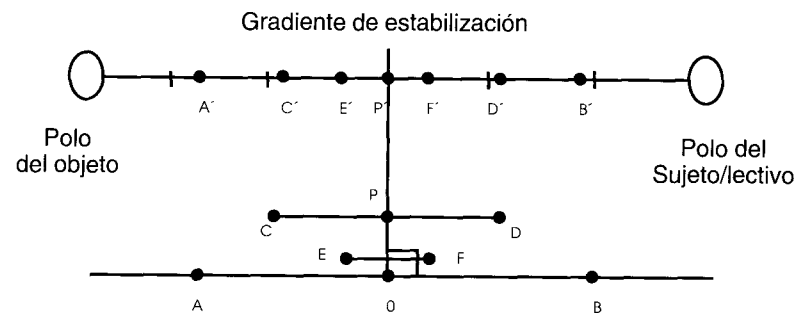 Gradiente de estabilización
A´ C´ E´ P´ F´ D´ B´
Polo
del objeto
Polo del
Sujeto/lectivo
P
C D
E F
A 0 B